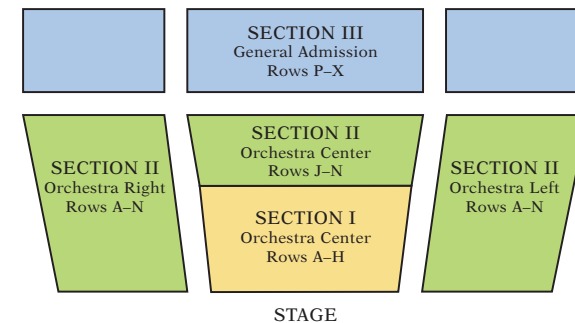 SECTION III
General Admission
Rows P–X
SECTION II
Orchestra Right
Rows A–N
SECTION II
Orchestra Center
Rows J–N
SECTION I
Orchestra Center
Rows A–H
SECTION II
Orchestra Left
Rows A–N
STAGE